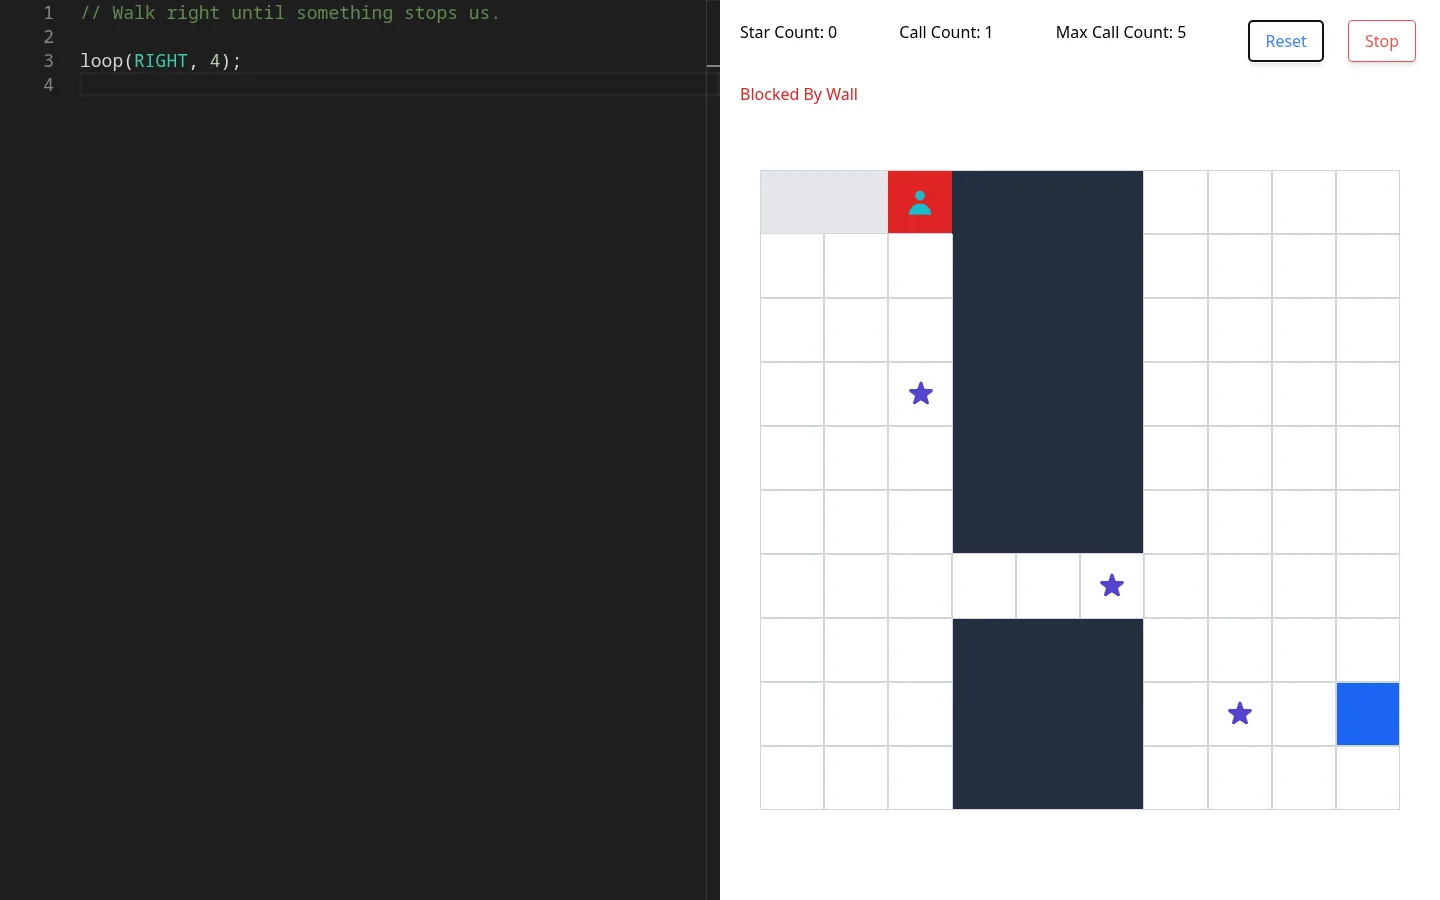 1 // Walk right until something stops us.
2
3 loop(RIGHT, 4);
4
Star Count: 0 Call Count: 1 Max Call Count: 5 Reset Stop
Blocked By Wall